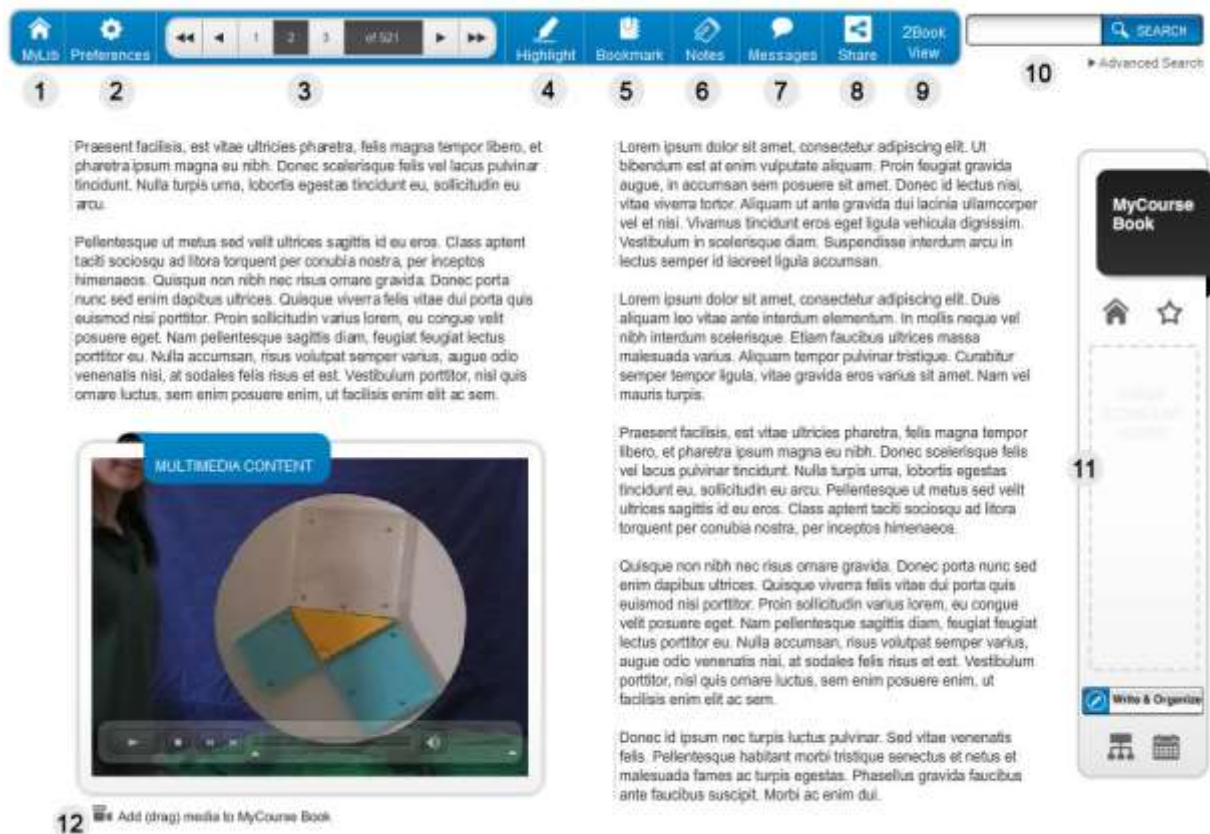 MyLib Preferences 1 2 3 of 521 Highlight Bookmark Notes Messages Share 2Book View SEARCH
Advanced Search
1 2 3 4 5 6 7 8 9 10
Praesent facilisis, est vitae ultricies pharetra, felis magna tempor libero, et
pharetra ipsum magna eu nibh. Donec scelerisque felis vel lacus pulvinar
tincidunt. Nulla turpis urna, lobortis egestas tincidunt eu, sollicitudin eu
arcu.
Pellentesque ut metus sed velit ultrices sagittis id eu eros. Class aptent
taciti sociosqu ad litora torquent per conubia nostra, per inceptos
himenaeos. Quisque non nibh nec risus ornare gravida. Donec porta
nunc sed enim dapibus ultrices. Quisque viverra felis vitae dui porta quis
euismod nisi porttitor. Proin sollicitudin varius lorem, eu congue velit
posuere eget. Nam pellentesque sagittis diam, feugiat feugiat lectus
porttitor eu. Nulla accumsan, risus volutpat semper varius, augue odio
venenatis nisi, at sodales felis risus et est. Vestibulum porttitor, nisl quis
ornare luctus, sem enim posuere enim, ut facilisis enim elit ac sem.
MULTIMEDIA CONTENT
12 Add (drag) media to MyCourse Book
Lorem ipsum dolor sit amet, consectetur adipiscing elit. Ut
bibendum est at enim vulputate aliquam. Proin feugiat gravida
augue, in accumsan sem posuere sit amet. Donec id lectus nisi,
vitae viverra tortor. Aliquam ut ante gravida dui lacinia ullamcorper
vel et nisi. Vivamus tincidunt eros eget ligula vehicula dignissim.
Vestibulum in scelerisque diam. Suspendisse interdum arcu in
lectus semper id laoreet ligula accumsan.
Lorem ipsum dolor sit amet, consectetur adipiscing elit. Duis
aliquam leo vitae ante interdum elementum. In mollis neque vel
nibh interdum scelerisque. Etiam faucibus ultrices massa
malesuada varius. Aliquam tempor pulvinar tristique. Curabitur
semper tempor ligula, vitae gravida eros varius sit amet. Nam vel
mauris turpis.
Praesent facilisis, est vitae ultricies pharetra, felis magna tempor
libero, et pharetra ipsum magna eu nibh. Donec scelerisque felis
vel lacus pulvinar tincidunt. Nulla turpis urna, lobortis egestas
tincidunt eu, sollicitudin eu arcu. Pellentesque ut metus sed velit
ultrices sagittis id eu eros. Class aptent taciti sociosqu ad litora
torquent per conubia nostra, per inceptos himenaeos.
Quisque non nibh nec risus ornare gravida. Donec porta nunc sed
enim dapibus ultrices. Quisque viverra felis vitae dui porta quis
euismod nisi porttitor. Proin sollicitudin varius lorem, eu congue
velit posuere eget. Nam pellentesque sagittis diam, feugiat feugiat
lectus porttitor eu. Nulla accumsan, risus volutpat semper varius,
augue odio venenatis nisi, at sodales felis risus et est. Vestibulum
porttitor, nisl quis ornare luctus, sem enim posuere enim, ut
facilisis enim elit ac sem.
Donec id ipsum nec turpis luctus pulvinar. Sed vitae venenatis
felis. Pellentesque habitant morbi tristique senectus et netus et
malesuada fames ac turpis egestas. Phasellus gravida faucibus
ante faucibus suscipit. Morbi ac enim dui.
MyCourse
Book
11
Write & Organize